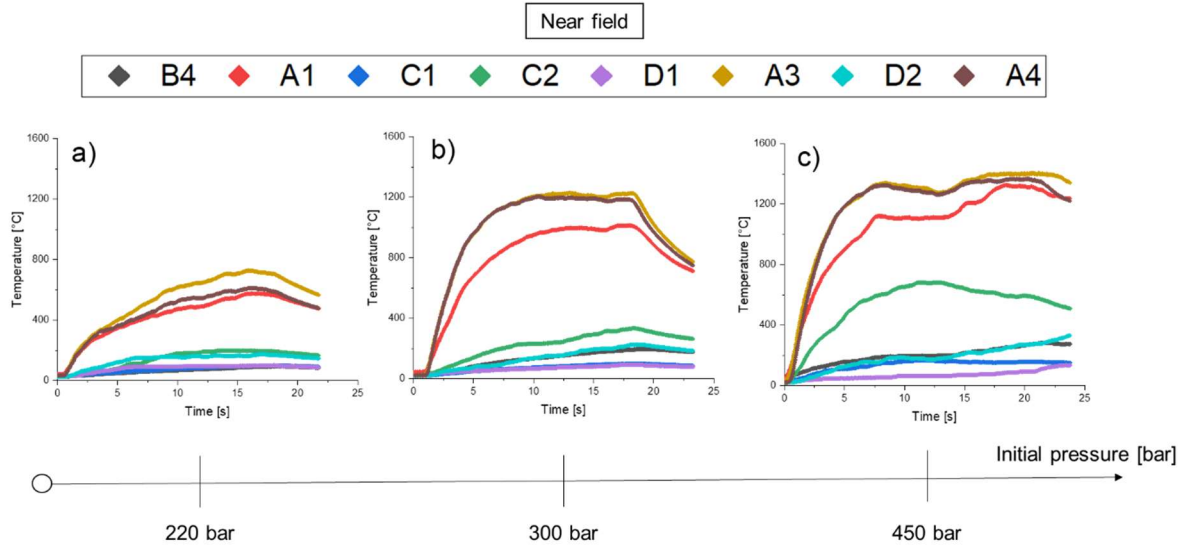 Near field
B4 A1 C1 C2 D1 A3 D2 A4
a)
1600
1200
800
400
0
0 5 10 15 20 25
Temperature [°C]
Time [s]
b)
1600
1200
800
400
0
0 5 10 15 20 25
Temperature [°C]
Time [s]
c)
1600
1200
800
400
0
0 5 10 15 20 25
Temperature [°C]
Time [s]
Initial pressure [bar]
220 bar 300 bar 450 bar